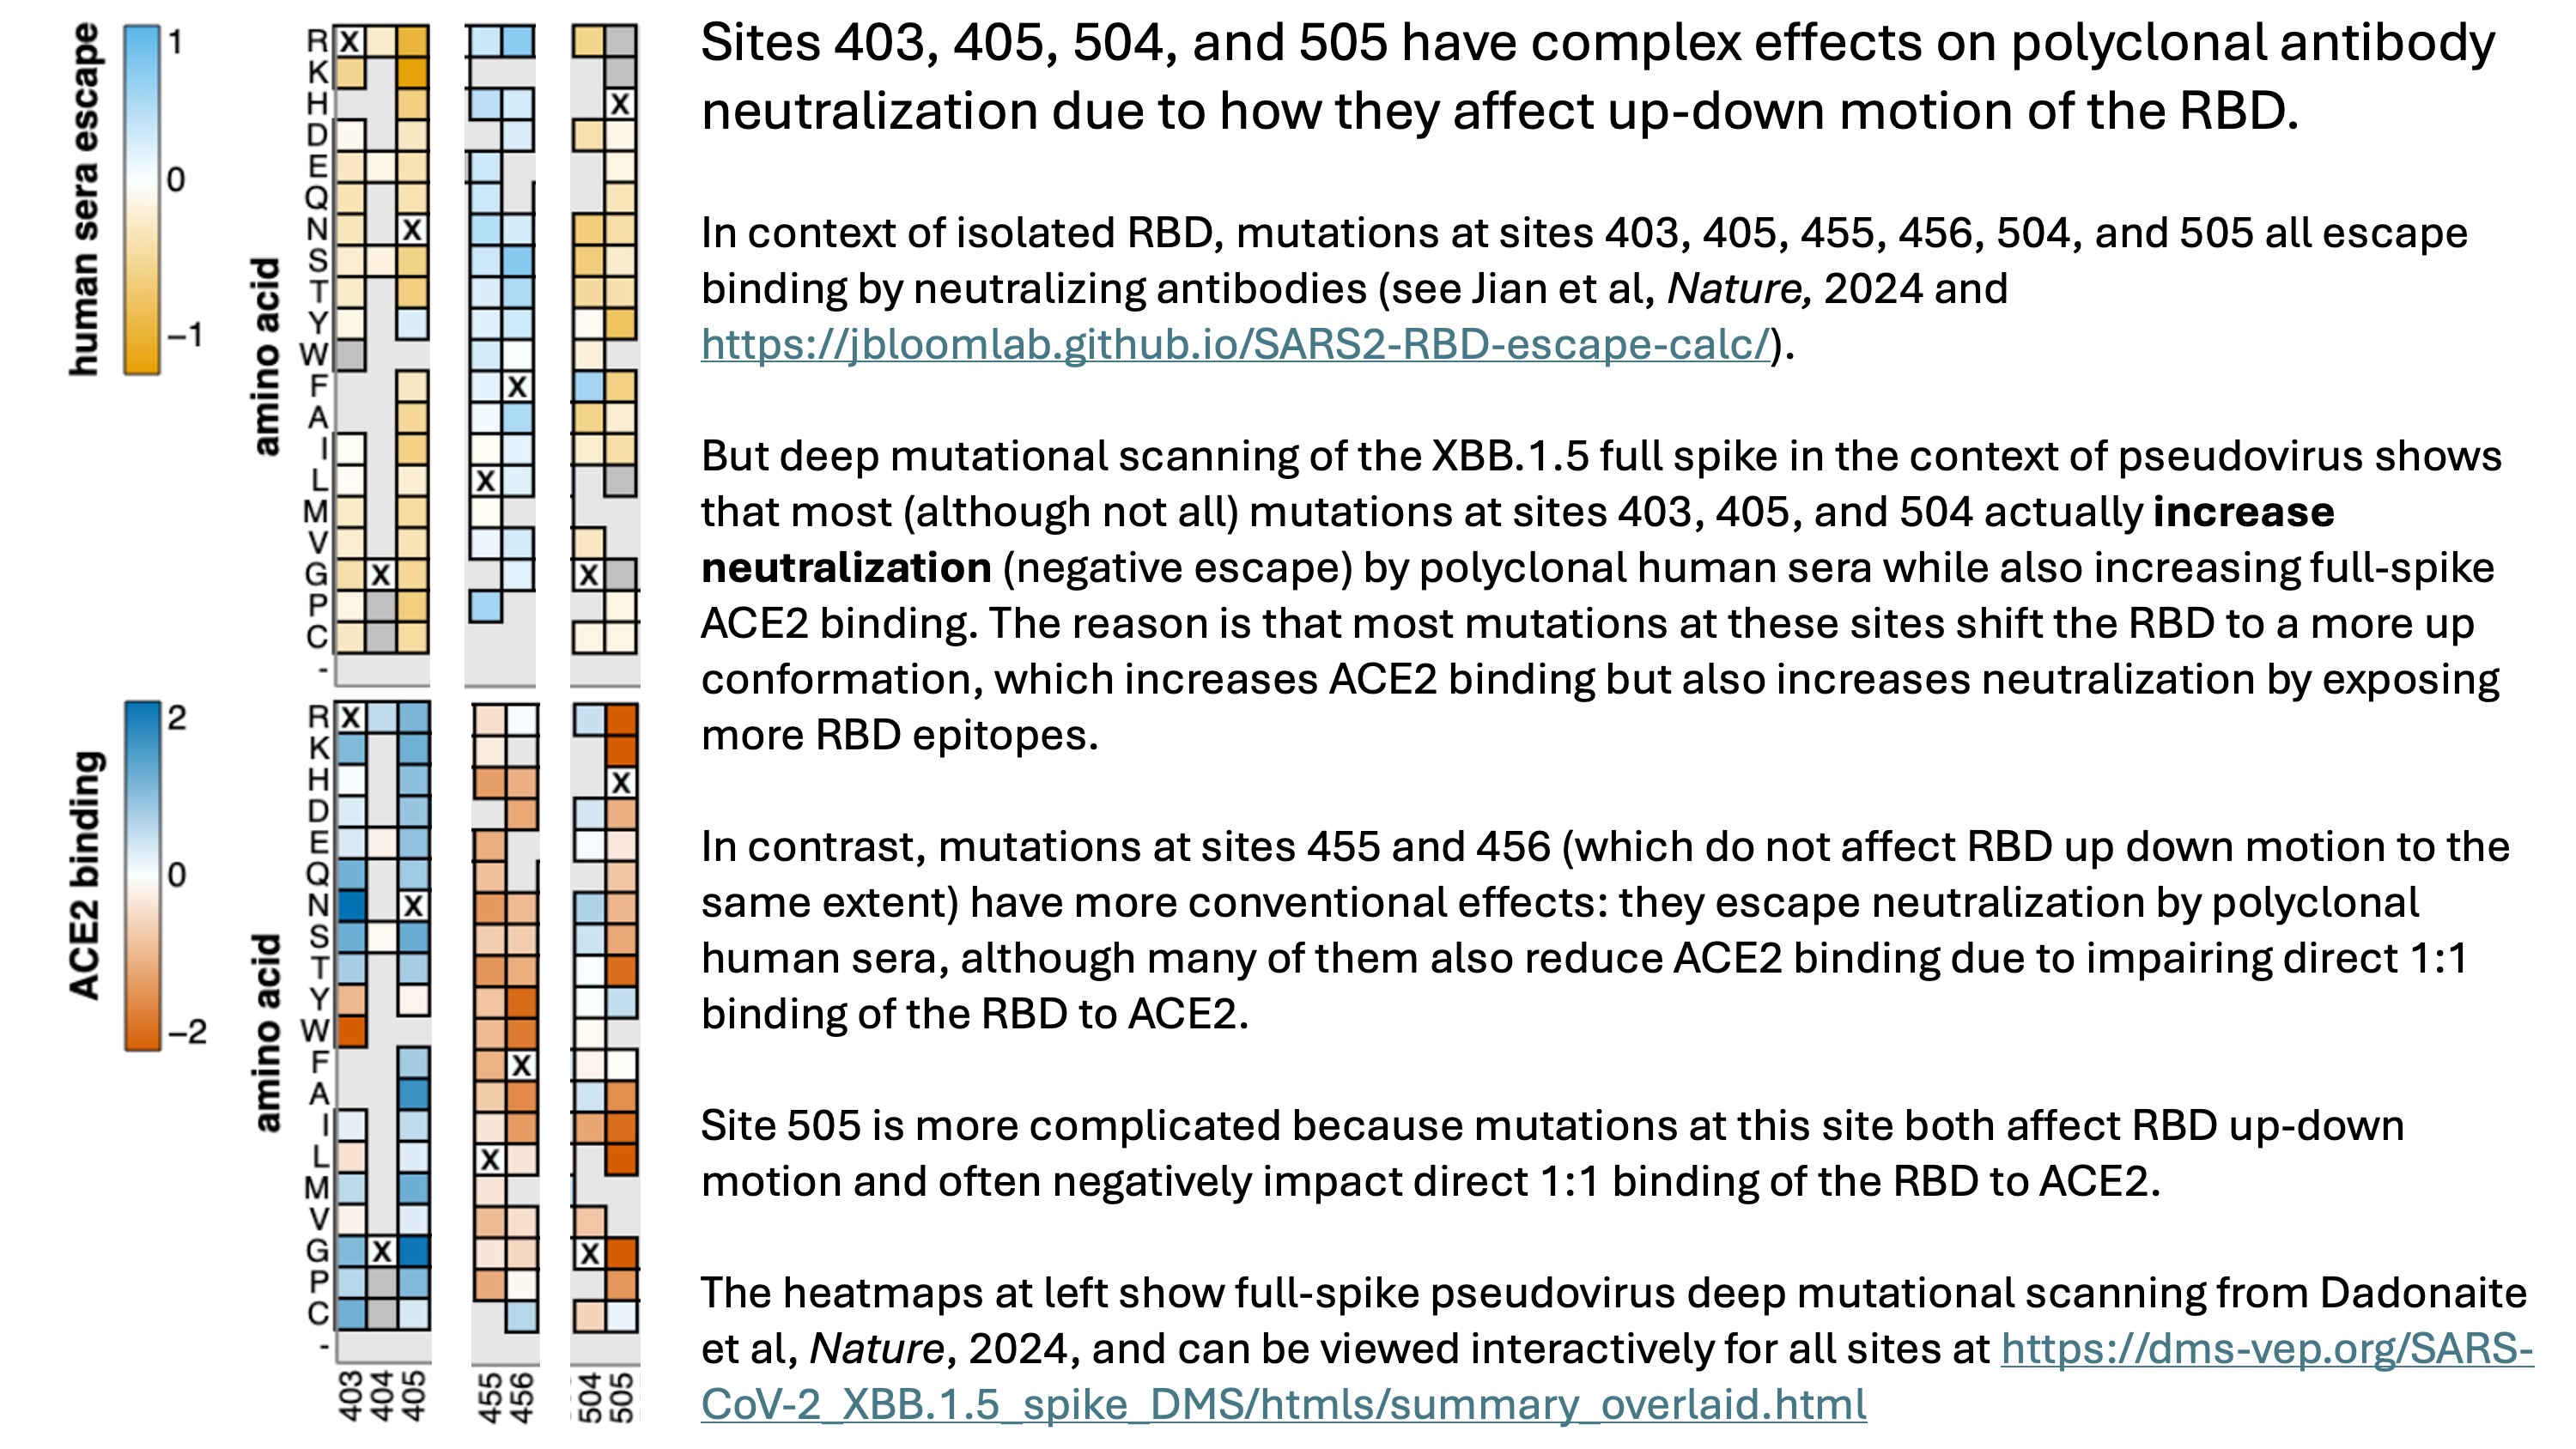 human sera escape
1
0
−1
amino acid
R X
K
H X
D
E
Q
N X
S
T
Y
W
F X
A
I
L X
M
V
G X X
P
C
-
ACE2 binding
2
0
−2
amino acid
R X
K
H X
D
E
Q
N X
S
T
Y
W
F X
A
I
L X
M
V
G X X
P
C
-
403 404 405 455 456 504 505
Sites 403, 405, 504, and 505 have complex effects on polyclonal antibody
neutralization due to how they affect up-down motion of the RBD.
In context of isolated RBD, mutations at sites 403, 405, 455, 456, 504, and 505 all escape
binding by neutralizing antibodies (see Jian et al, Nature, 2024 and
https://jbloomlab.github.io/SARS2-RBD-escape-calc/).
But deep mutational scanning of the XBB.1.5 full spike in the context of pseudovirus shows
that most (although not all) mutations at sites 403, 405, and 504 actually increase
neutralization (negative escape) by polyclonal human sera while also increasing full-spike
ACE2 binding. The reason is that most mutations at these sites shift the RBD to a more up
conformation, which increases ACE2 binding but also increases neutralization by exposing
more RBD epitopes.
In contrast, mutations at sites 455 and 456 (which do not affect RBD up down motion to the
same extent) have more conventional effects: they escape neutralization by polyclonal
human sera, although many of them also reduce ACE2 binding due to impairing direct 1:1
binding of the RBD to ACE2.
Site 505 is more complicated because mutations at this site both affect RBD up-down
motion and often negatively impact direct 1:1 binding of the RBD to ACE2.
The heatmaps at left show full-spike pseudovirus deep mutational scanning from Dadonaite
et al, Nature, 2024, and can be viewed interactively for all sites at https://dms-vep.org/SARS-
CoV-2_XBB.1.5_spike_DMS/htmls/summary_overlaid.html